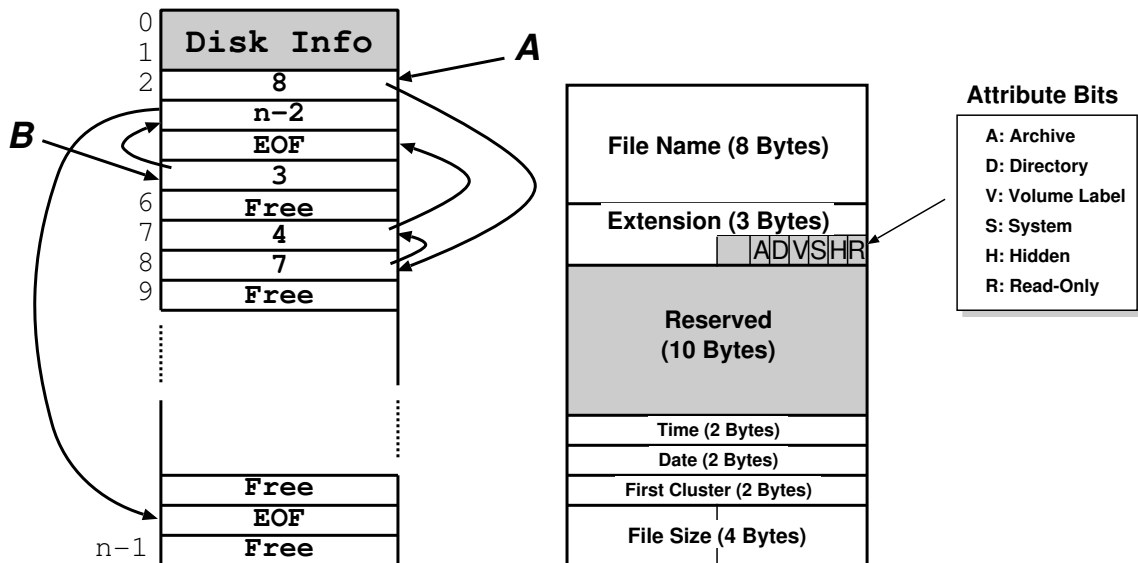 0
1
Disk Info
A
2
8
n-2
B
EOF
3
6
Free
7
4
8
7
9
Free
Free
EOF
n-1
Free
File Name (8 Bytes)
Extension (3 Bytes)
A D V S H R
Reserved
(10 Bytes)
Time (2 Bytes)
Date (2 Bytes)
First Cluster (2 Bytes)
File Size (4 Bytes)
Attribute Bits
A: Archive
D: Directory
V: Volume Label
S: System
H: Hidden
R: Read-Only